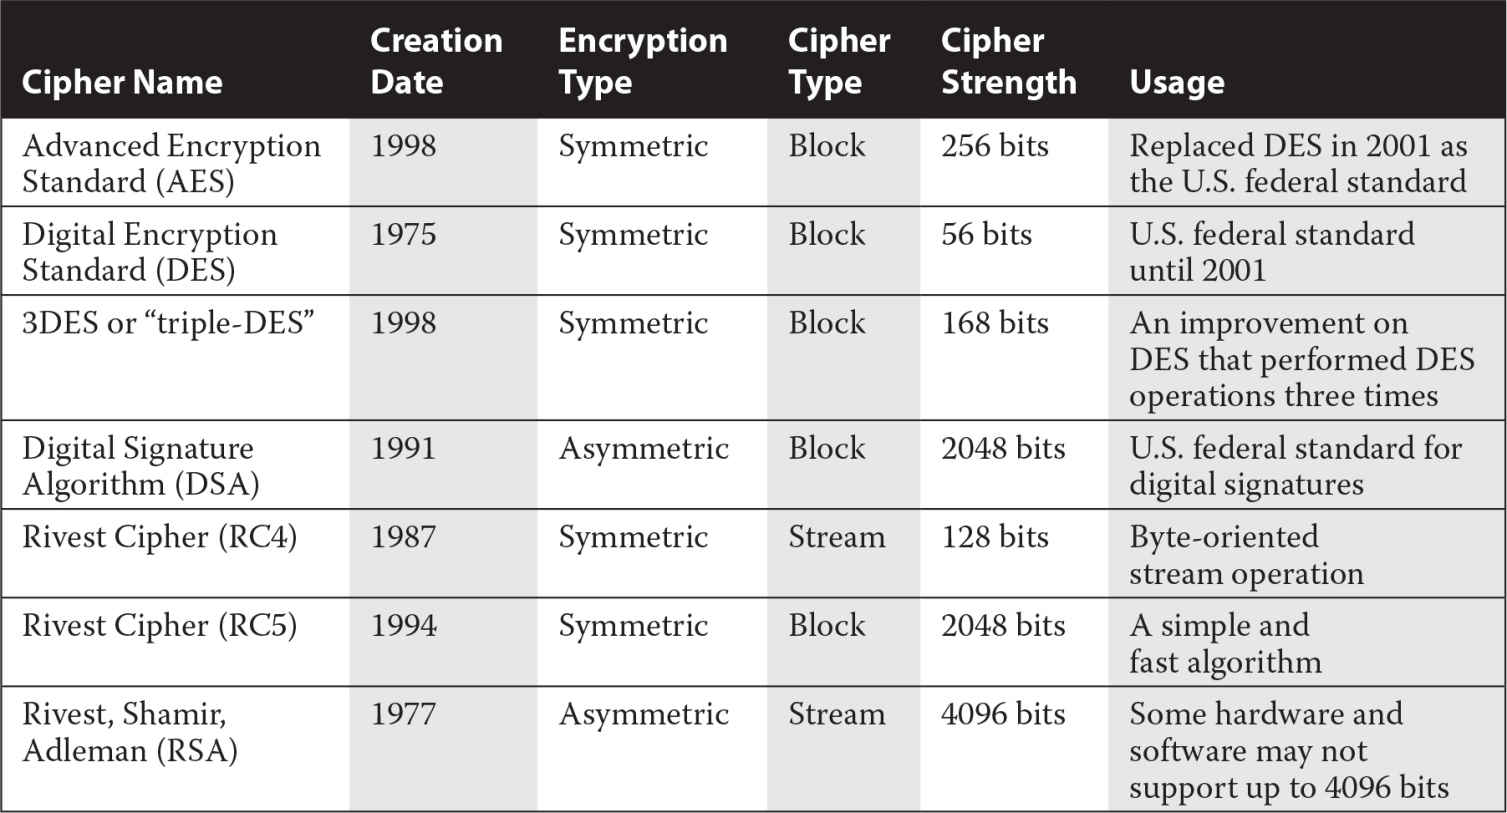 Cipher Name Creation Date Encryption Type Cipher Type Cipher Strength Usage
Advanced Encryption Standard (AES) 1998 Symmetric Block 256 bits Replaced DES in 2001 as the U.S. federal standard
Digital Encryption Standard (DES) 1975 Symmetric Block 56 bits U.S. federal standard until 2001
3DES or “triple-DES” 1998 Symmetric Block 168 bits An improvement on DES that performed DES operations three times
Digital Signature Algorithm (DSA) 1991 Asymmetric Block 2048 bits U.S. federal standard for digital signatures
Rivest Cipher (RC4) 1987 Symmetric Stream 128 bits Byte-oriented stream operation
Rivest Cipher (RC5) 1994 Symmetric Block 2048 bits A simple and fast algorithm
Rivest, Shamir, Adleman (RSA) 1977 Asymmetric Stream 4096 bits Some hardware and software may not support up to 4096 bits